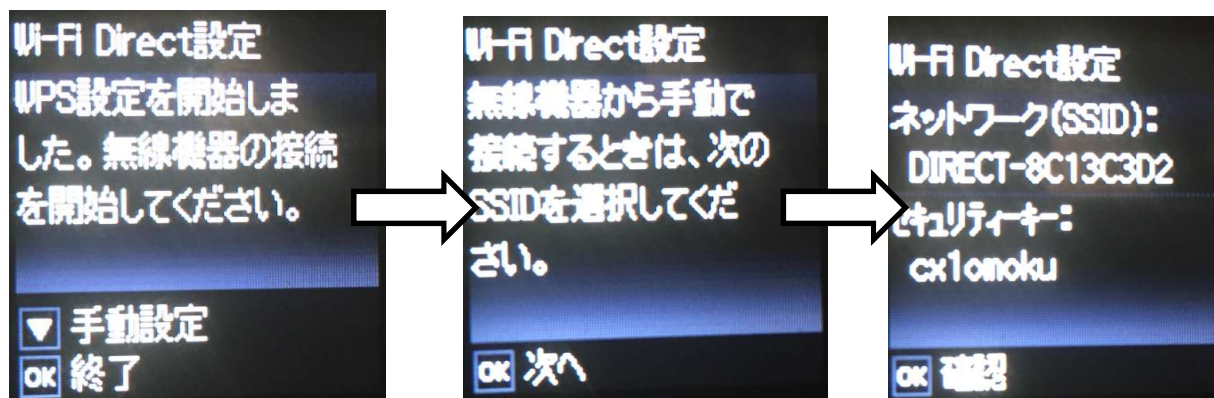 Wi-Fi Direct設定
WPS設定を開始しま
した。無線機器の接続
を開始してください。
▼ 手動設定
OK 終了
Wi-Fi Direct設定
無線機器から手動で
接続するときは、次の
SSIDを選択してくだ
さい。
OK 次へ
Wi-Fi Direct設定
ネットワーク(SSID):
DIRECT-8C13C3D2
セキュリティーキー:
cx1omoku
OK 確認